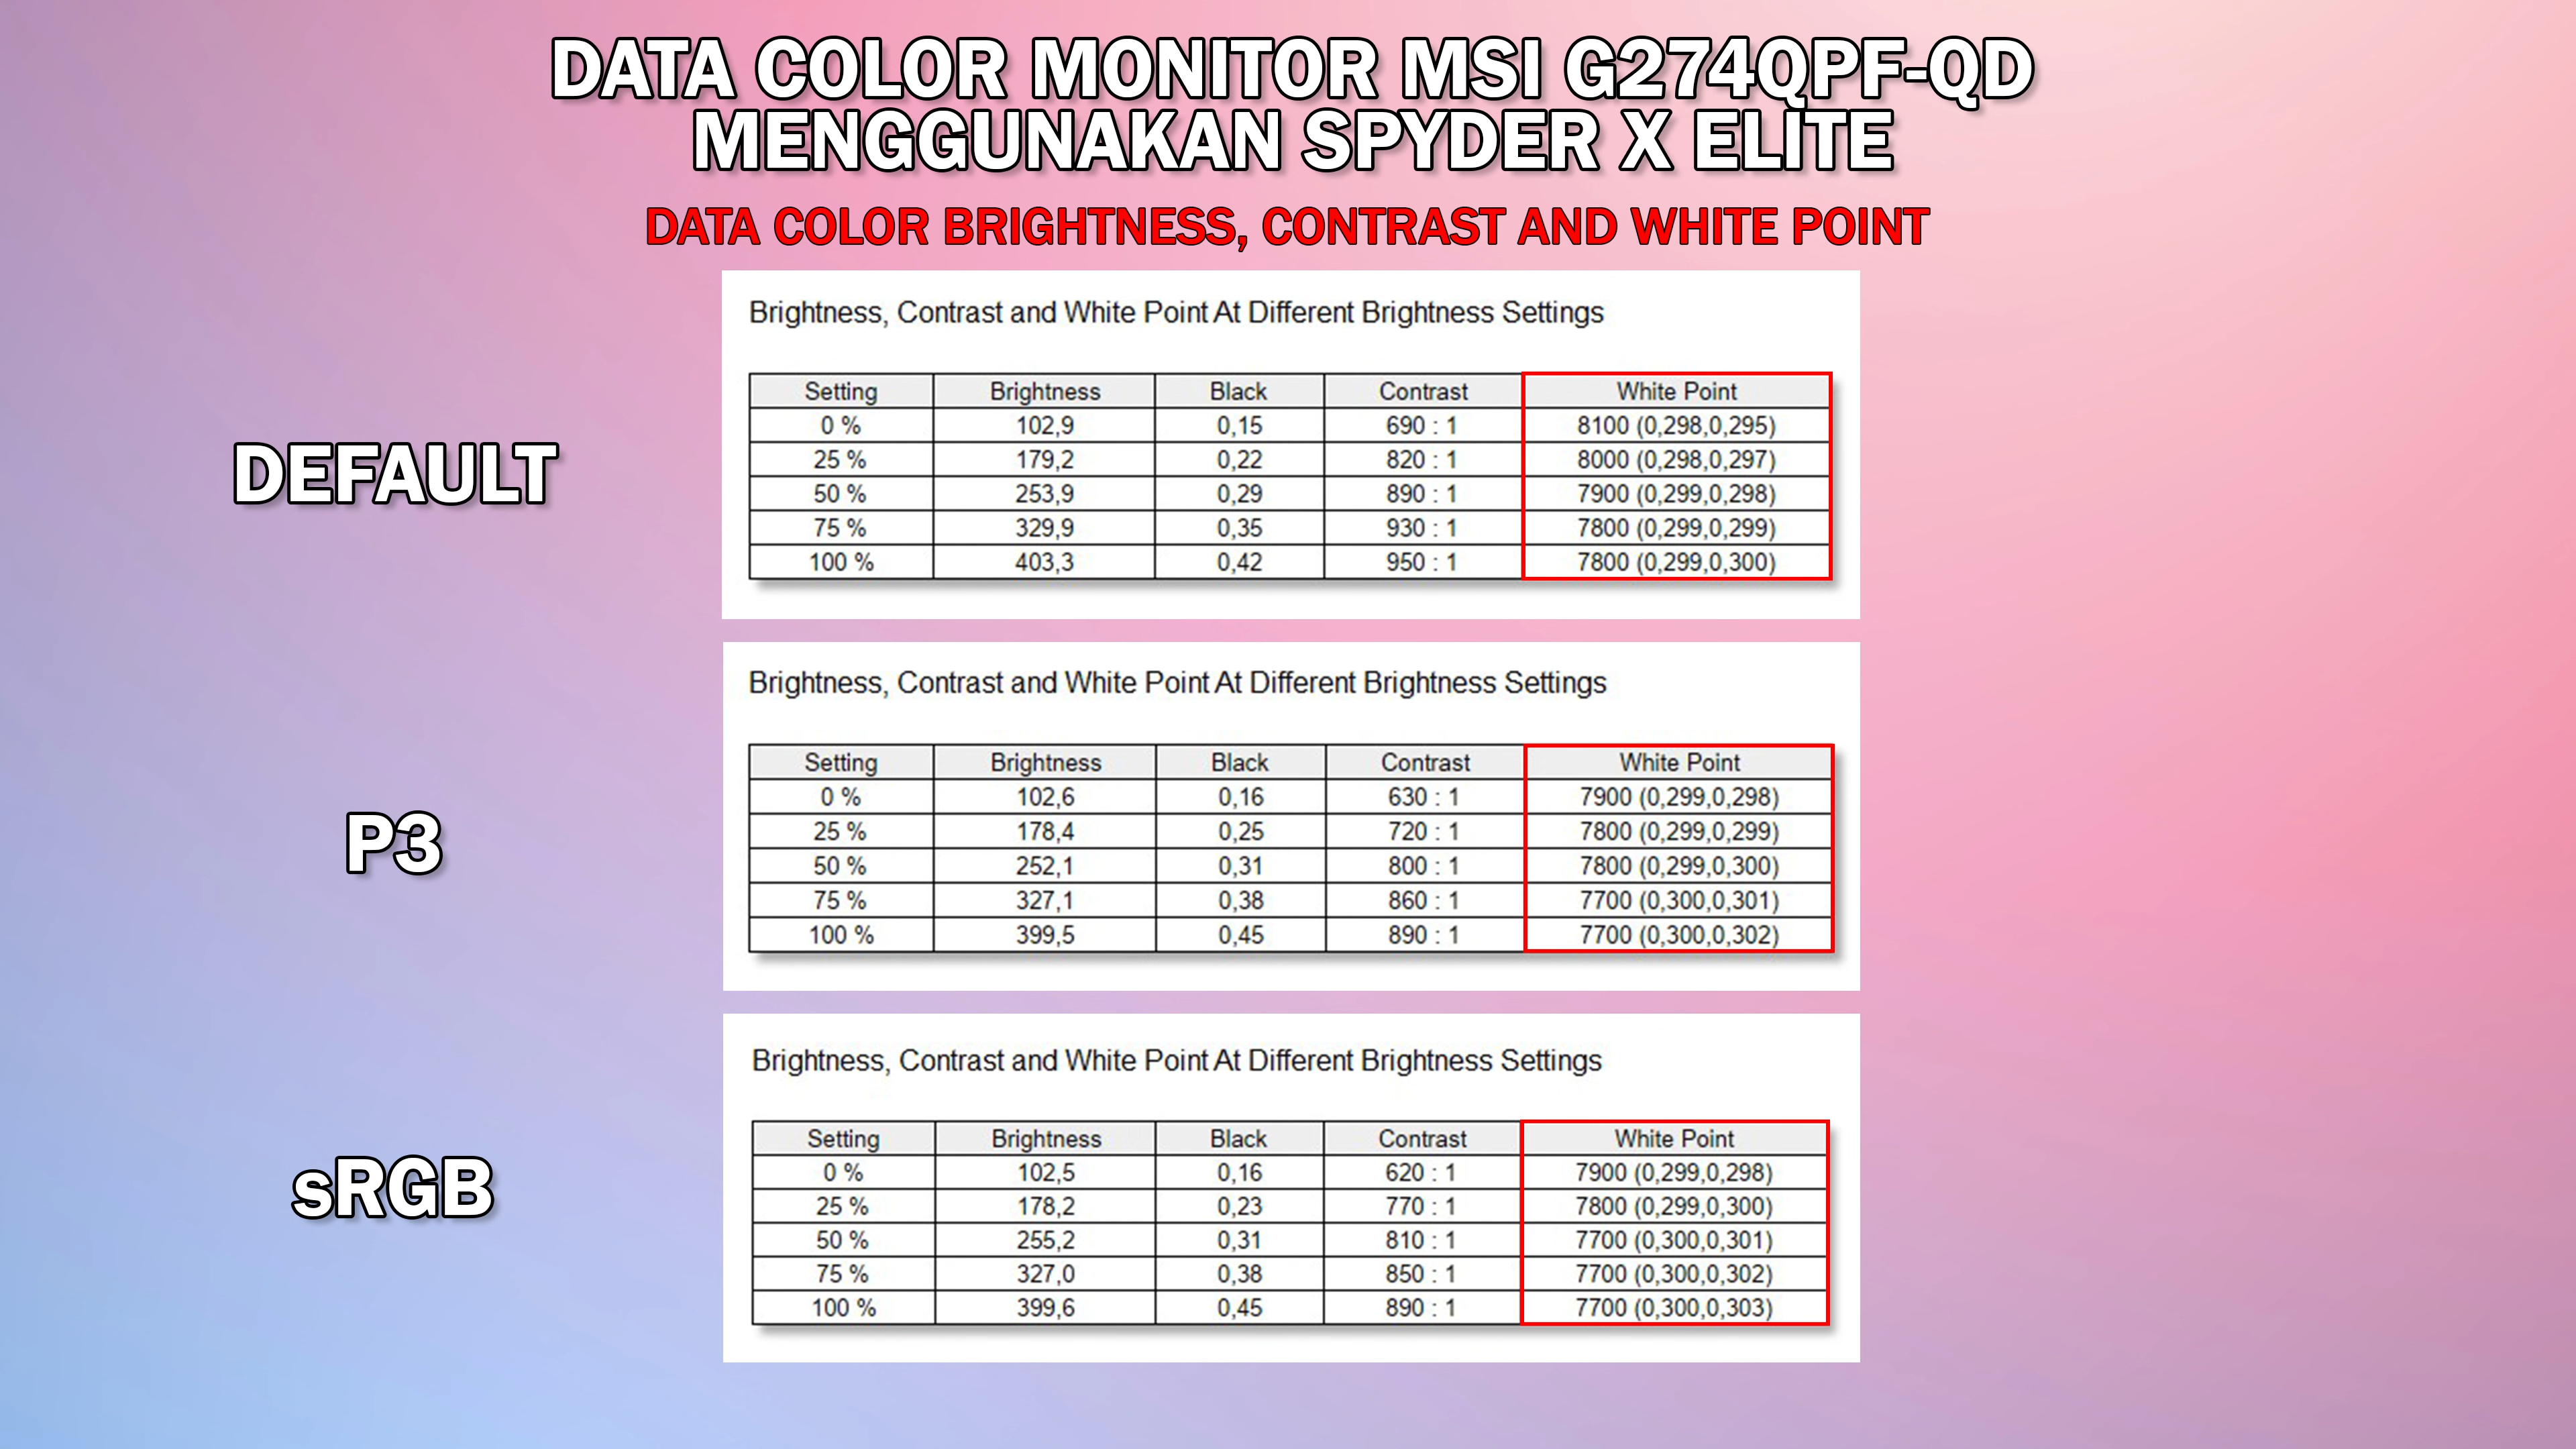 DATA COLOR MONITOR MSI G274QPF-QD
MENGGUNAKAN SPYDER X ELITE
DATA COLOR BRIGHTNESS, CONTRAST AND WHITE POINT
DEFAULT
Brightness, Contrast and White Point At Different Brightness Settings
Setting Brightness Black Contrast White Point
0 % 102,9 0,15 690 : 1 8100 (0,298,0,295)
25 % 179,2 0,22 820 : 1 8000 (0,298,0,297)
50 % 253,9 0,29 890 : 1 7900 (0,299,0,298)
75 % 329,9 0,35 930 : 1 7800 (0,299,0,299)
100 % 403,3 0,42 950 : 1 7800 (0,299,0,300)
P3
Brightness, Contrast and White Point At Different Brightness Settings
Setting Brightness Black Contrast White Point
0 % 102,6 0,16 630 : 1 7900 (0,299,0,298)
25 % 178,4 0,25 720 : 1 7800 (0,299,0,299)
50 % 252,1 0,31 800 : 1 7800 (0,299,0,300)
75 % 327,1 0,38 860 : 1 7700 (0,300,0,301)
100 % 399,5 0,45 890 : 1 7700 (0,300,0,302)
sRGB
Brightness, Contrast and White Point At Different Brightness Settings
Setting Brightness Black Contrast White Point
0 % 102,5 0,16 620 : 1 7900 (0,299,0,298)
25 % 178,2 0,23 770 : 1 7800 (0,299,0,300)
50 % 255,2 0,31 810 : 1 7700 (0,300,0,301)
75 % 327,0 0,38 850 : 1 7700 (0,300,0,302)
100 % 399,6 0,45 890 : 1 7700 (0,300,0,303)